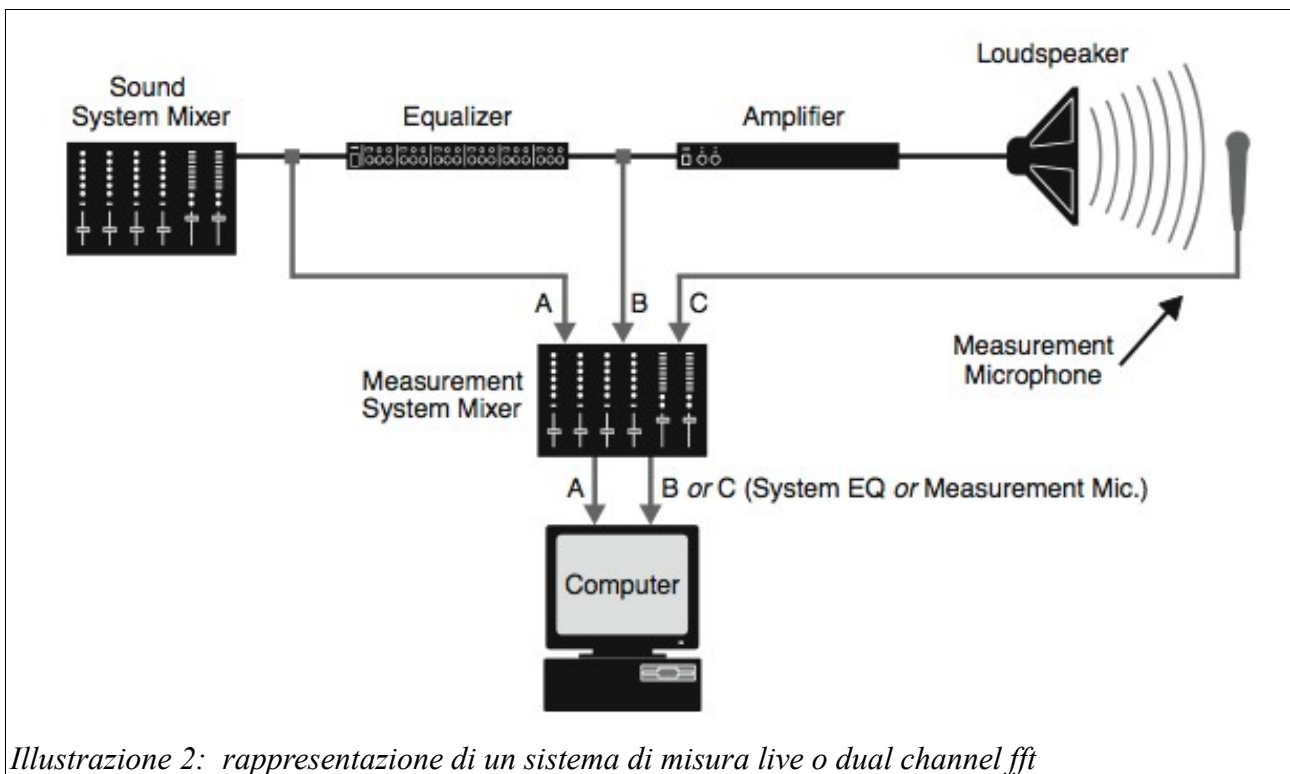 Loudspeaker
Sound
System Mixer
Equalizer
Amplifier
A
B
C
Measurement
Microphone
Measurement
System Mixer
A
B or C (System EQ or Measurement Mic.)
Computer
Illustrazione 2: rappresentazione di un sistema di misura live o dual channel fft